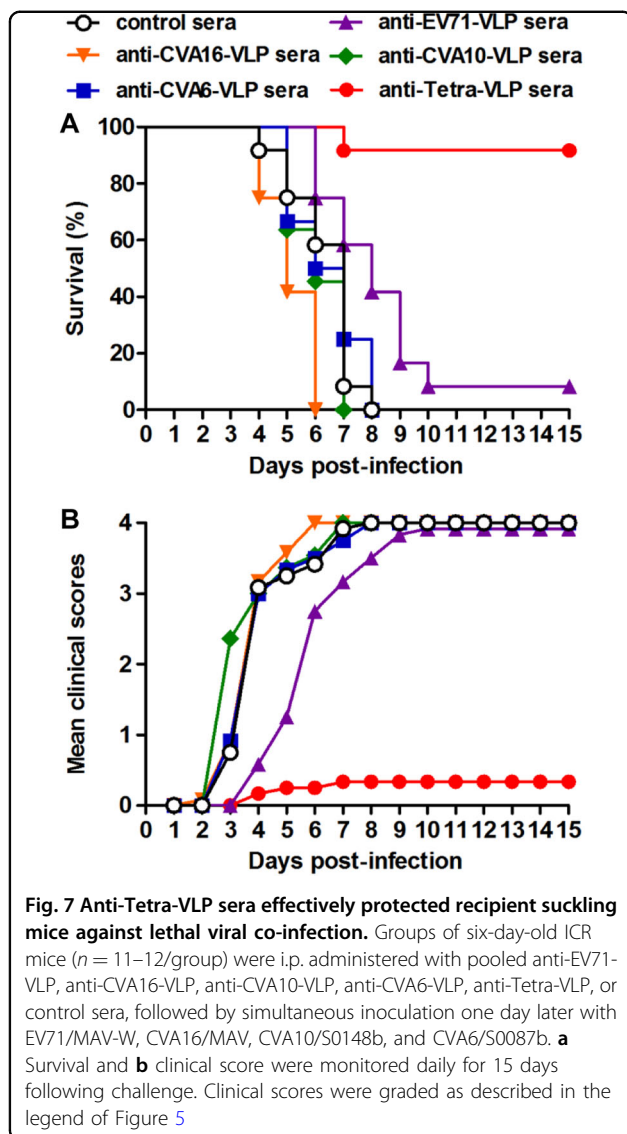 control sera
anti-EV71-VLP sera
anti-CVA16-VLP sera
anti-CVA10-VLP sera
anti-CVA6-VLP sera
anti-Tetra-VLP sera
A
100
80
60
40
20
0
Survival (%)
0 1 2 3 4 5 6 7 8 9 10 11 12 13 14 15
Days post-infection
B
4
3
2
1
0
Mean clinical scores
0 1 2 3 4 5 6 7 8 9 10 11 12 13 14 15
Days post-infection
Fig. 7 Anti-Tetra-VLP sera effectively protected recipient suckling
mice against lethal viral co-infection. Groups of six-day-old ICR
mice (n = 11–12/group) were i.p. administered with pooled anti-EV71-
VLP, anti-CVA16-VLP, anti-CVA10-VLP, anti-CVA6-VLP, anti-Tetra-VLP, or
control sera, followed by simultaneous inoculation one day later with
EV71/MAV-W, CVA16/MAV, CVA10/S0148b, and CVA6/S0087b. a
Survival and b clinical score were monitored daily for 15 days
following challenge. Clinical scores were graded as described in the
legend of Figure 5